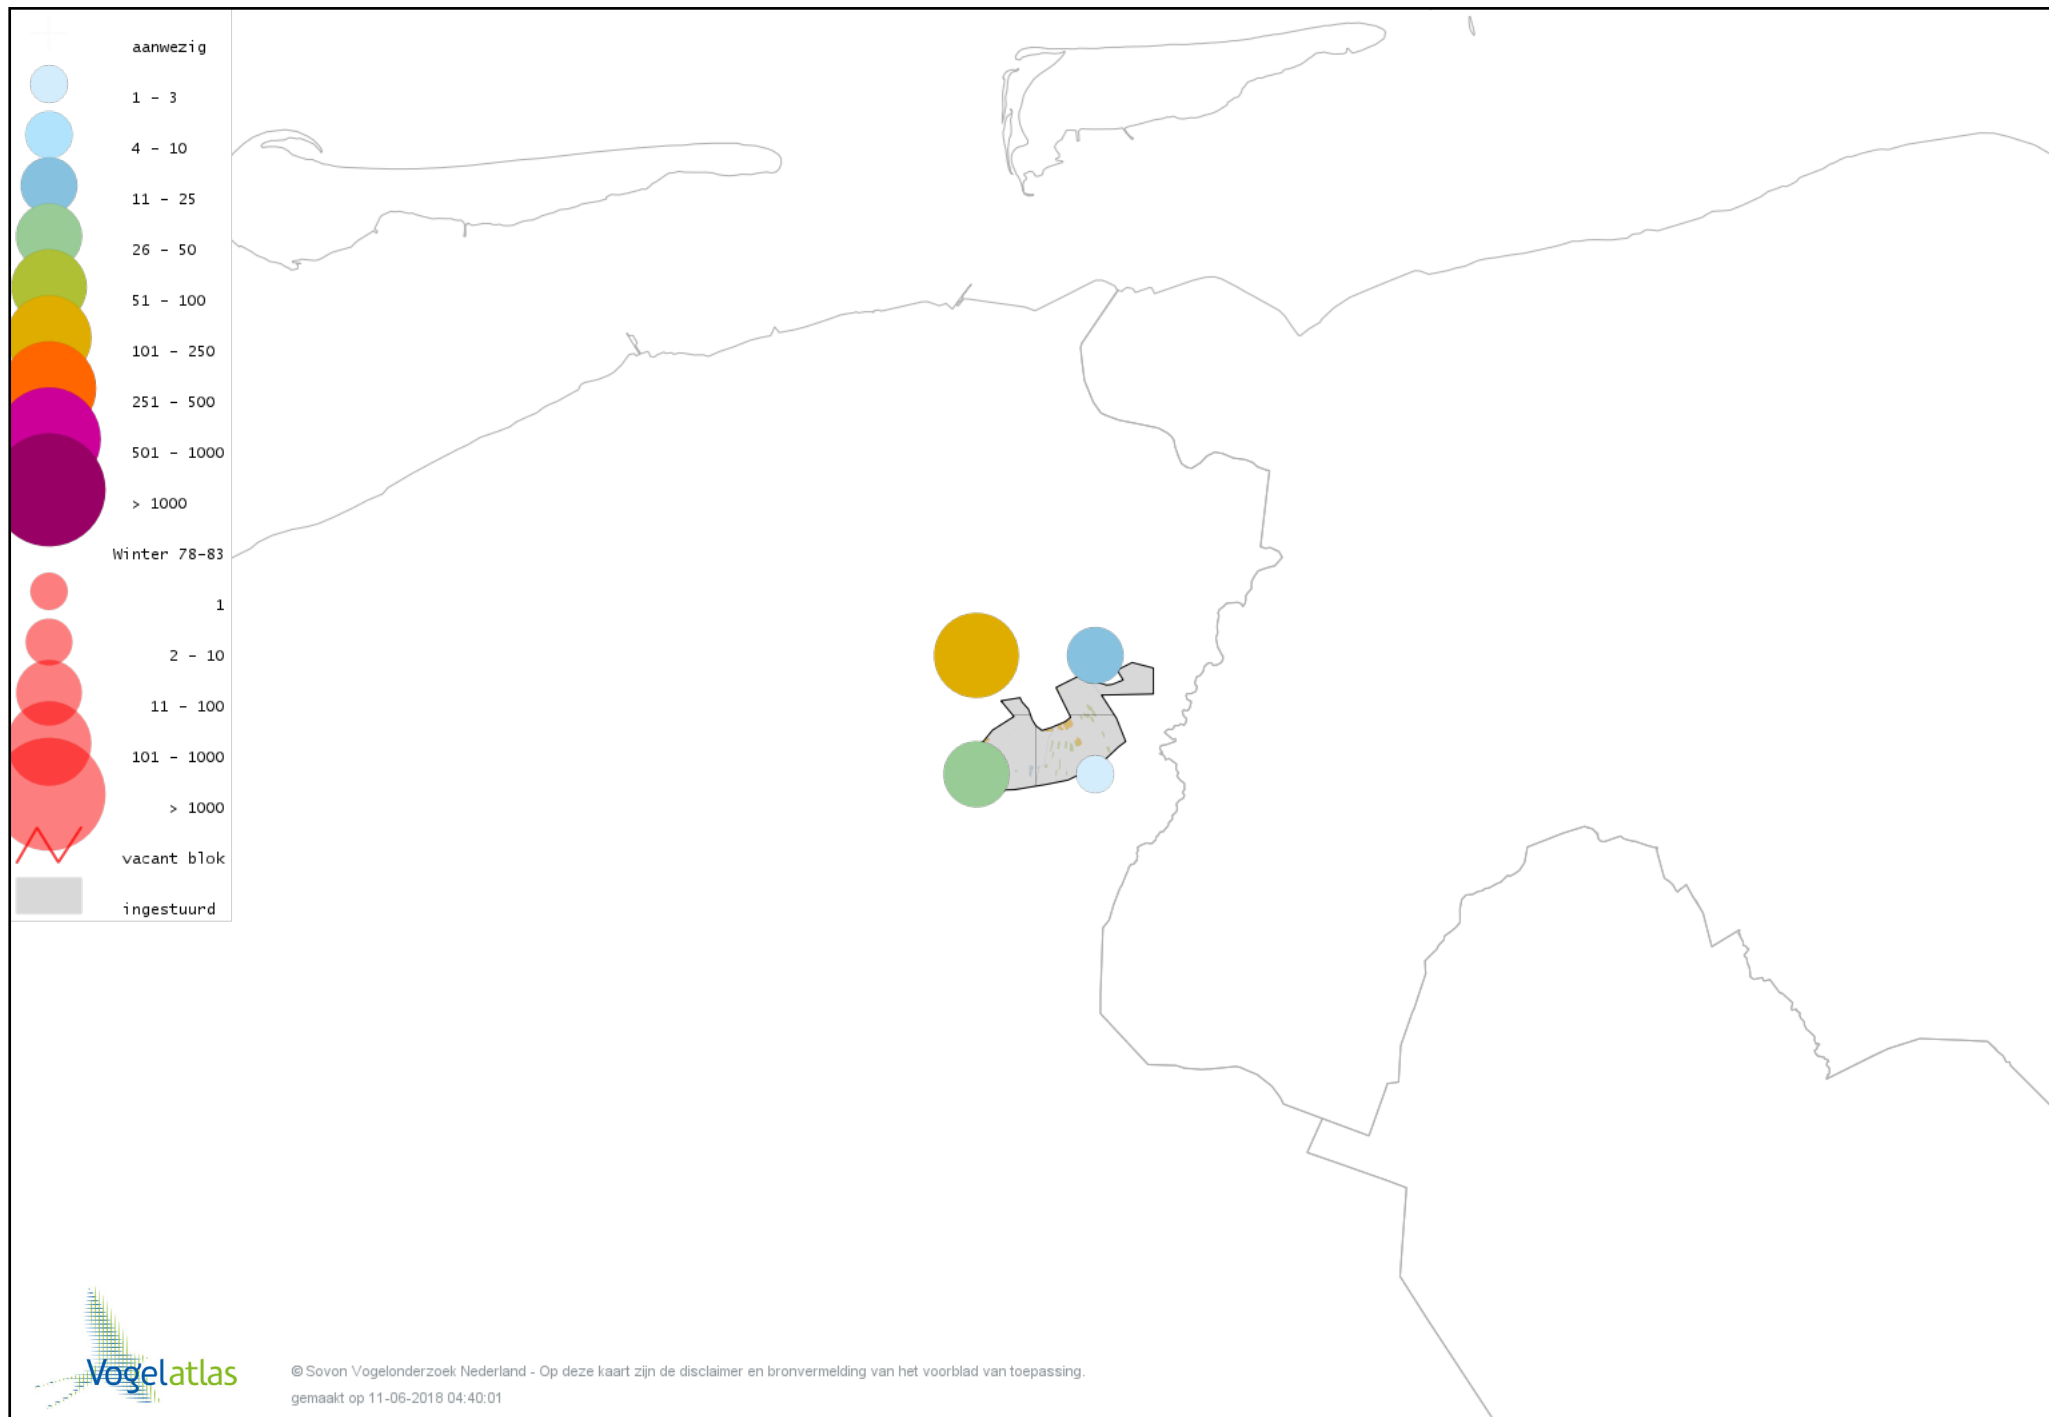 aanwezig
1 - 3
4 - 10
11 - 25
26 - 50
51 - 100
101 - 250
251 - 500
501 - 1000
> 1000
Winter 78-83
1
2 - 10
11 - 100
101 - 1000
> 1000
vacant blok
ingestuurd
Vogelatlas
© Sovon Vogelonderzoek Nederland - Op deze kaart zijn de disclaimer en bronvermelding van het voorblad van toepassing.
gemaakt op 11-06-2018 04:40:01